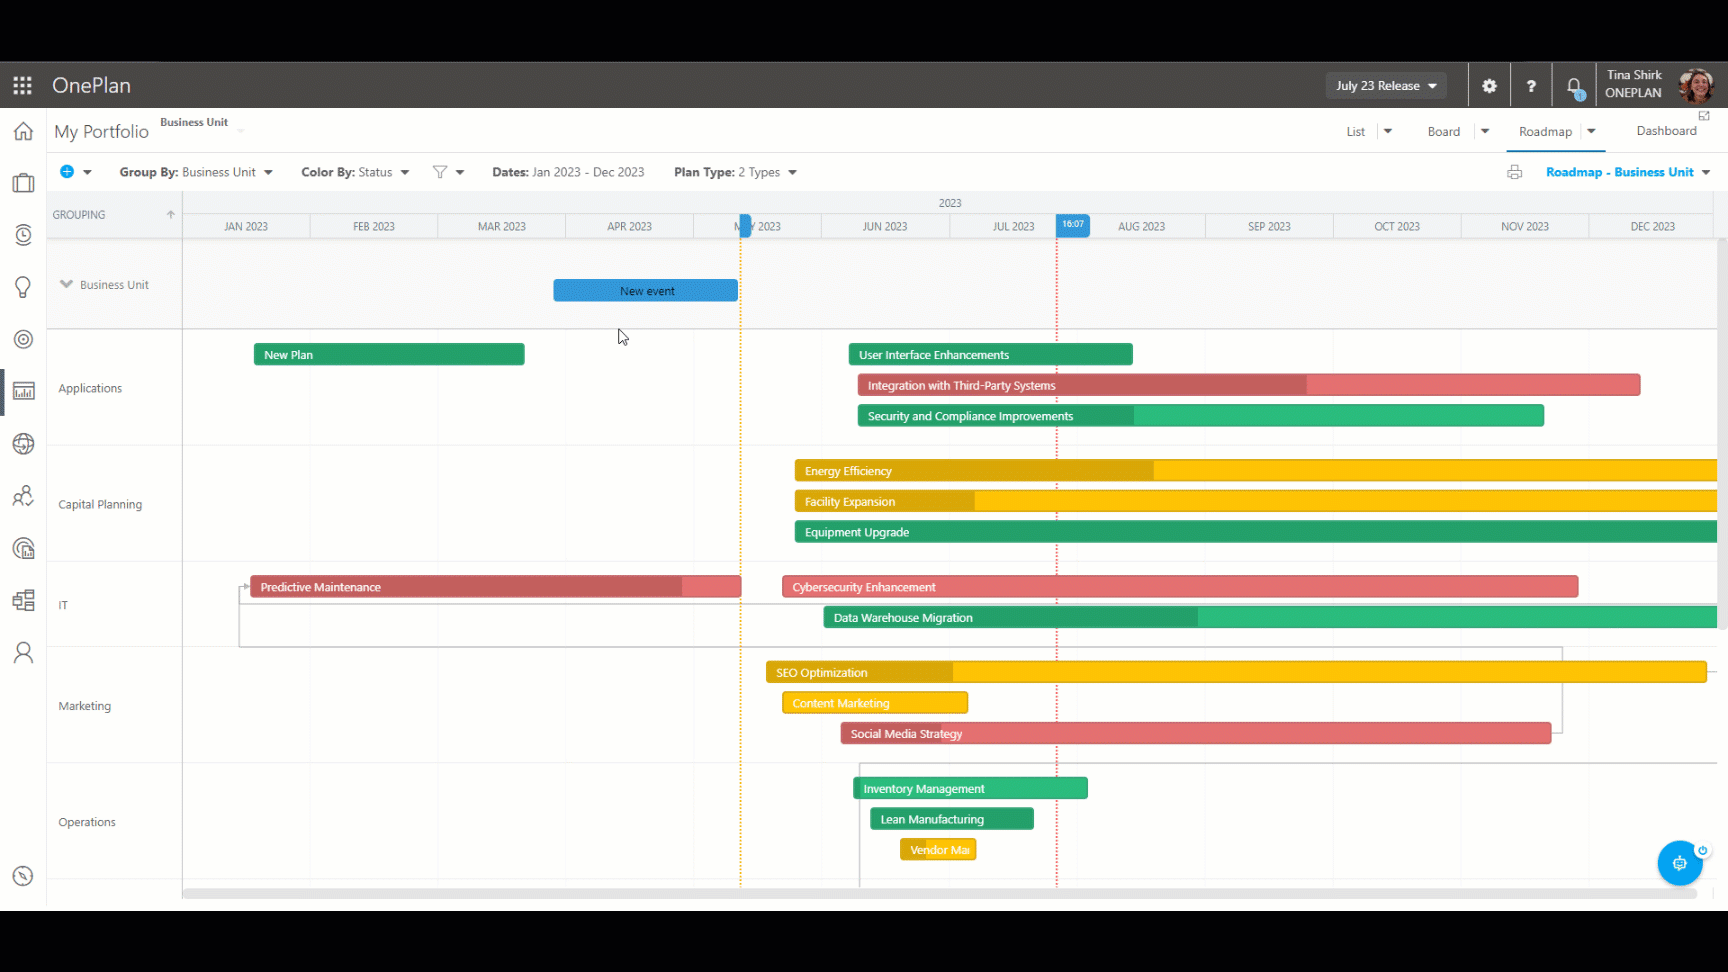 OnePlan
July 23 Release
?
Tina Shirk
ONEPLAN
My Portfolio
Business Unit
List
Board
Roadmap
Dashboard
Group By: Business Unit
Color By: Status
Dates: Jan 2023 - Dec 2023
Plan Type: 2 Types
Roadmap - Business Unit
GROUPING
2023
JAN 2023
FEB 2023
MAR 2023
APR 2023
2023
JUN 2023
JUL 2023
16:07
AUG 2023
SEP 2023
OCT 2023
NOV 2023
DEC 2023
Business Unit
New event
Applications
New Plan
User Interface Enhancements
Integration with Third-Party Systems
Security and Compliance Improvements
Capital Planning
Energy Efficiency
Facility Expansion
Equipment Upgrade
IT
Predictive Maintenance
Cybersecurity Enhancement
Data Warehouse Migration
Marketing
SEO Optimization
Content Marketing
Social Media Strategy
Operations
Inventory Management
Lean Manufacturing
Vendor Mai